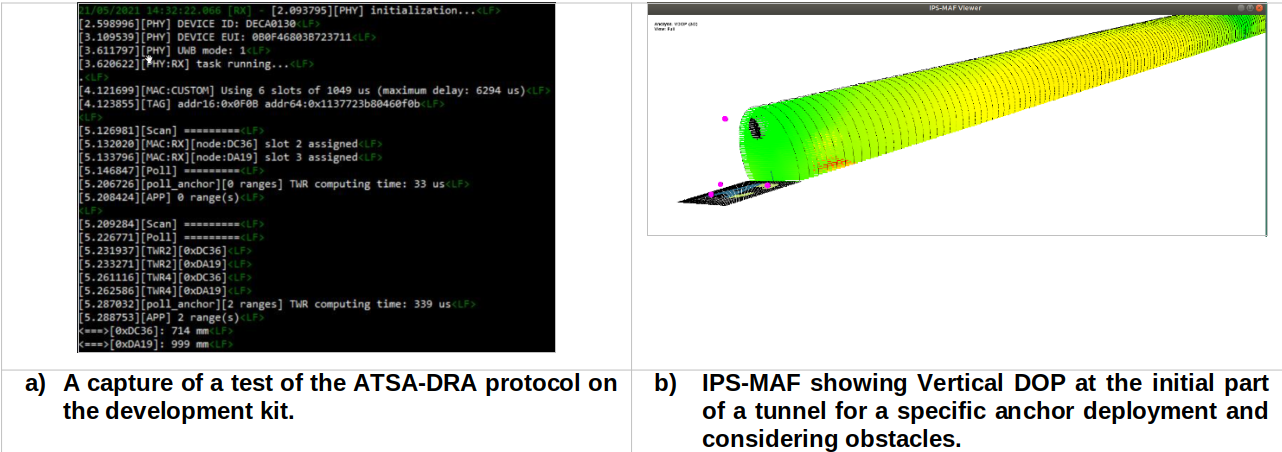 21/05/2021 14:32:22.066 [RX] - [2.093795][PHY] initialization...<LF>
[2.598996][PHY] DEVICE ID: DECA0130<LF>
[3.109539][PHY] DEVICE EUI: 0B0F46803B723711<LF>
[3.611797][PHY] UWB mode: 1<LF>
[3.620622][PHY:RX] task running...<LF>
.<LF>
[4.121699][MAC:CUSTOM] Using 6 slots of 1049 us (maximum delay: 6294 us)<LF>
[4.123855][TAG] addr16:0x0F0B addr64:0x1137723b80460f0b<LF>
<LF>
[5.126981][Scan] =========<LF>
[5.132020][MAC:RX][node:DC36] slot 2 assigned<LF>
[5.133796][MAC:RX][node:DA19] slot 3 assigned<LF>
[5.146847][Poll] =========<LF>
[5.206726][poll_anchor][0 ranges] TWR computing time: 33 us<LF>
[5.208424][APP] 0 range(s)<LF>
<LF>
[5.209284][Scan] =========<LF>
[5.226771][Poll] =========<LF>
[5.231937][TWR2][0xDC36]<LF>
[5.233271][TWR2][0xDA19]<LF>
[5.261116][TWR4][0xDC36]<LF>
[5.262586][TWR4][0xDA19]<LF>
[5.287032][poll_anchor][2 ranges] TWR computing time: 339 us<LF>
[5.288753][APP] 2 range(s)<LF>
<===>[0xDC36]: 714 mm<LF>
<===>[0xDA19]: 999 mm<LF>
IPS-MAF Viewer
Analysis: VDOP (3D)
View: Full
a) A capture of a test of the ATSA-DRA protocol on
the development kit.
b) IPS-MAF showing Vertical DOP at the initial part
of a tunnel for a specific anchor deployment and
considering obstacles.